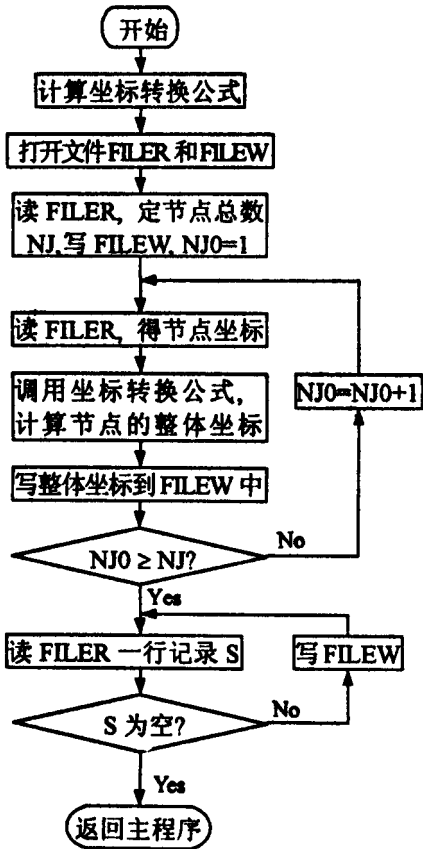 开始
计算坐标转换公式
打开文件FILER 和FILEW
读 FILER, 定节点总数
NJ,写 FILEW, NJ0=1
读 FILER, 得节点坐标
调用坐标转换公式,
计算节点的整体坐标
NJ0=NJ0+1
写整体坐标到 FILEW 中
NJ0 ≥ NJ?
No
Yes
读 FILER 一行记录 S
写 FILEW
S 为空?
No
Yes
返回主程序